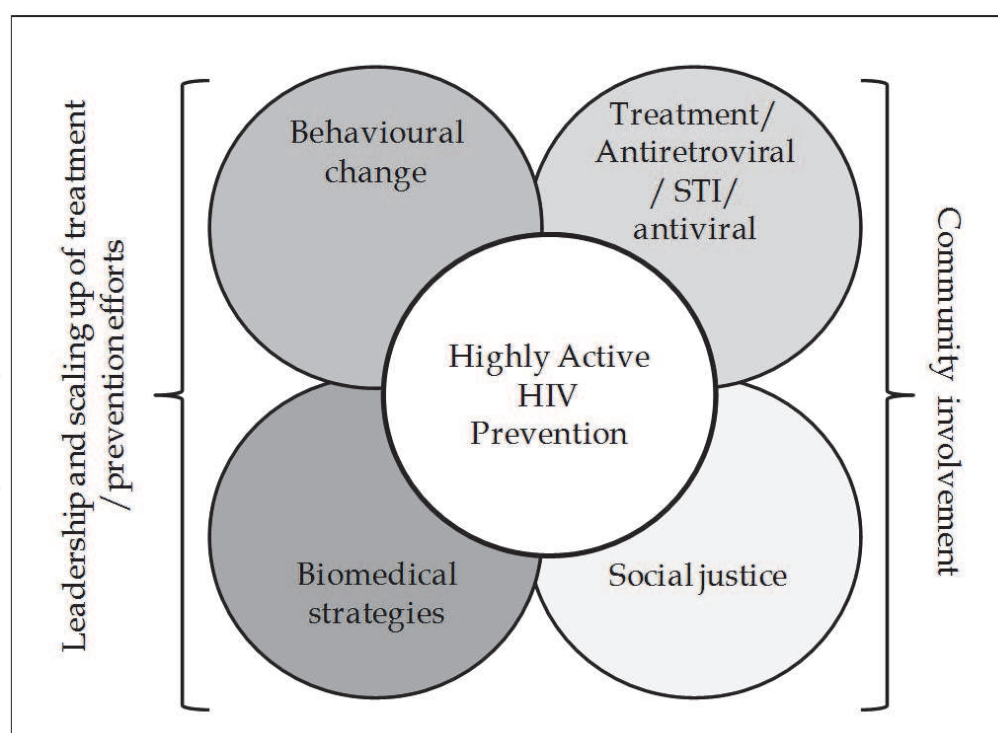 Leadership and scaling up of treatment
/prevention efforts
Behavioural
change
Treatment/
Antiretroviral
/ STI/
antiviral
Highly Active
HIV
Prevention
Biomedical
strategies
Social justice
Community involvement